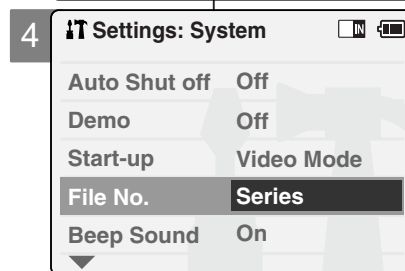 4
Settings: System
IN
Auto Shut off Off
Demo Off
Start-up Video Mode
File No. Series
Beep Sound On